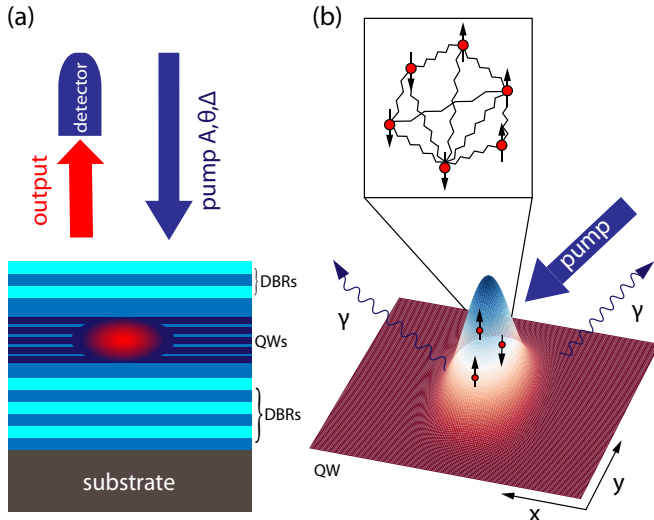 (a)
(b)
detector
pump A,θ,Δ
output
pump
DBRs
γ
γ
QWs
DBRs
substrate
QW
y
x